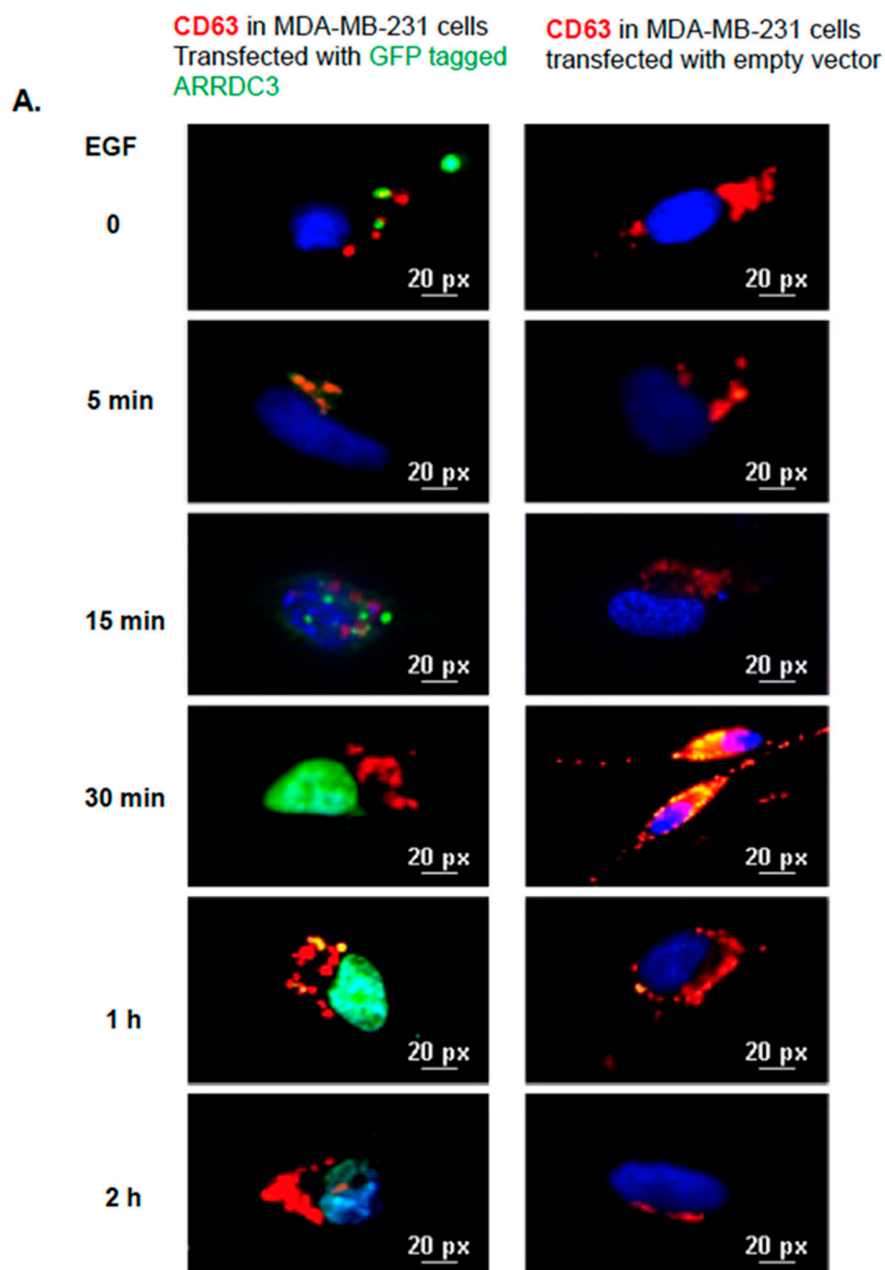 CD63 in MDA-MB-231 cells
Transfected with GFP tagged
ARRDC3
CD63 in MDA-MB-231 cells
transfected with empty vector
A.
EGF
0
20 px
20 px
5 min
20 px
20 px
15 min
20 px
20 px
30 min
20 px
20 px
1 h
20 px
20 px
2 h
20 px
20 px